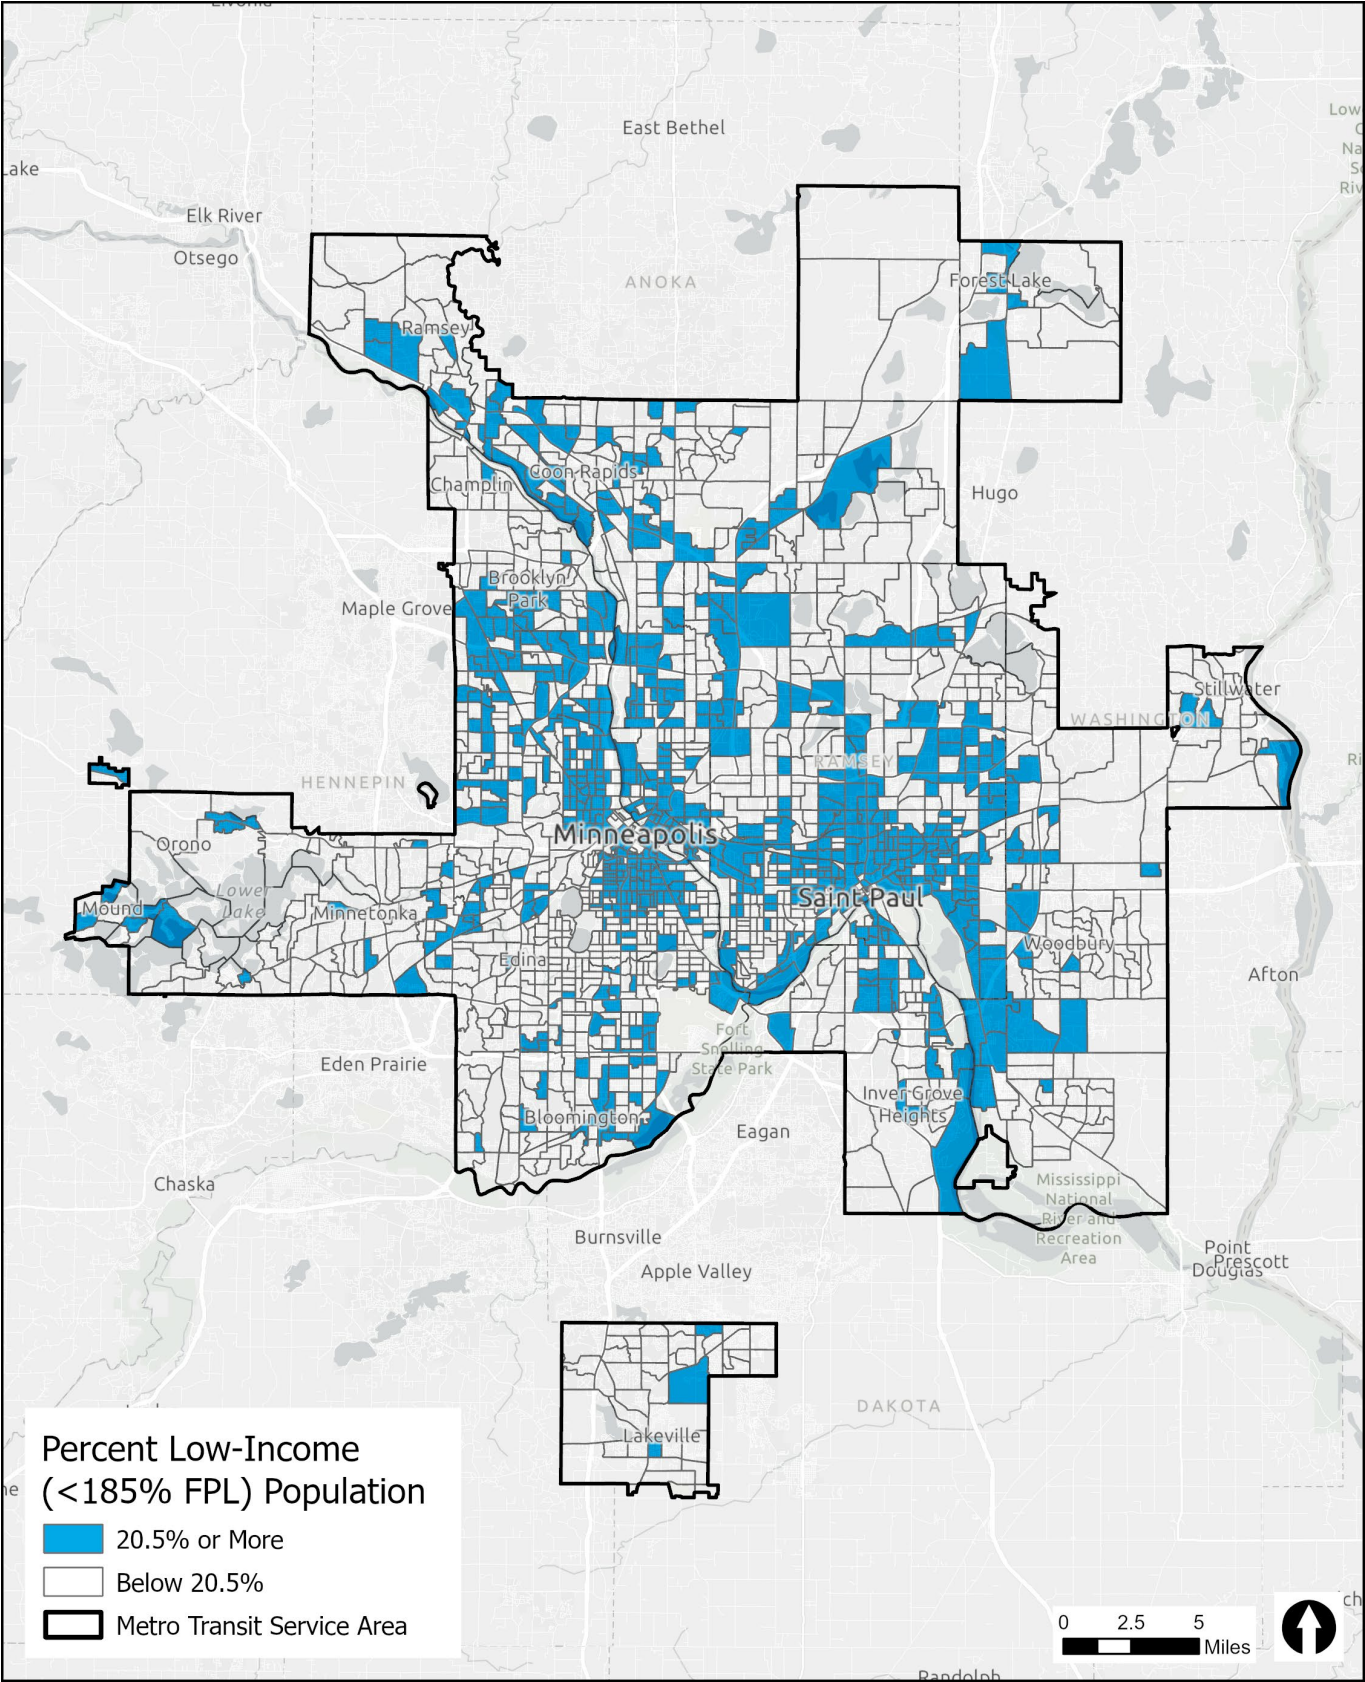 East Bethel
Lake
Elk River
Otsego
ANOKA
Forest Lake
Ramsey
Coon Rapids
Champlin
Hugo
Brooklyn
Park
Maple Grove
Stillwater
WASHINGTON
RAMSEY
HENNEPIN
Minneapolis
Orono
Lower
Lake
Mound
Minnetonka
Saint Paul
Woodbury
Edina
Afton
Fort
Snelling
State Park
Eden Prairie
Inver Grove
Heights
Bloomington
Eagan
Chaska
Mississippi
National
River and
Recreation
Area
Burnsville
Point
Douglas
Prescott
Apple Valley
DAKOTA
Lakeville
Percent Low-Income
(<185% FPL) Population
20.5% or More
Below 20.5%
Metro Transit Service Area
0 2.5 5
Miles
Randolph